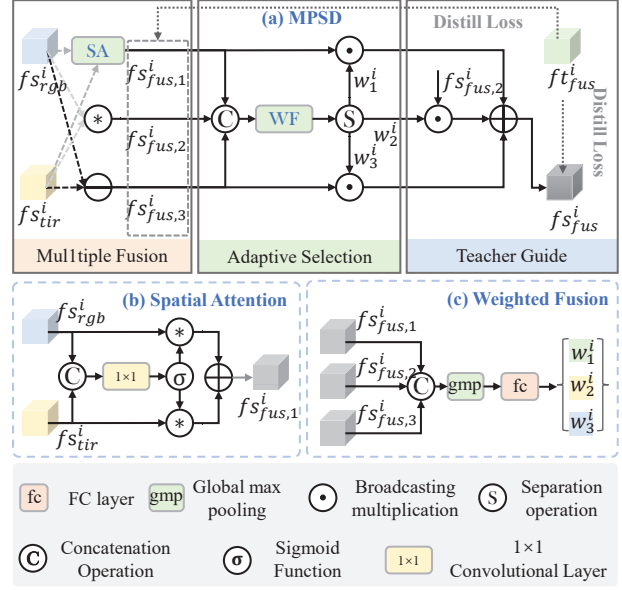 (a) MPSD
Distill Loss
SA
fs^i_rgb
fs^i_fus,1
w^i_1
fs^i_fus,2
ft^i_fus
Distill Loss
*
C
WF
S
w^i_2
fs^i_fus,2
w^i_3
fs^i_tir
fs^i_fus,3
fs^i_fus
Mul1tiple Fusion
Adaptive Selection
Teacher Guide
(b) Spatial Attention
fs^i_rgb
*
C
1×1
σ
fs^i_fus,1
*
fs^i_tir
(c) Weighted Fusion
fs^i_fus,1
fs^i_fus,2
C
gmp
fc
fs^i_fus,3
w^i_1
w^i_2
w^i_3
fc
FC layer
gmp
Global max
pooling
Broadcasting
multiplication
S
Separation
operation
C
Concatenation
Operation
σ
Sigmoid
Function
1×1
1×1
Convolutional Layer